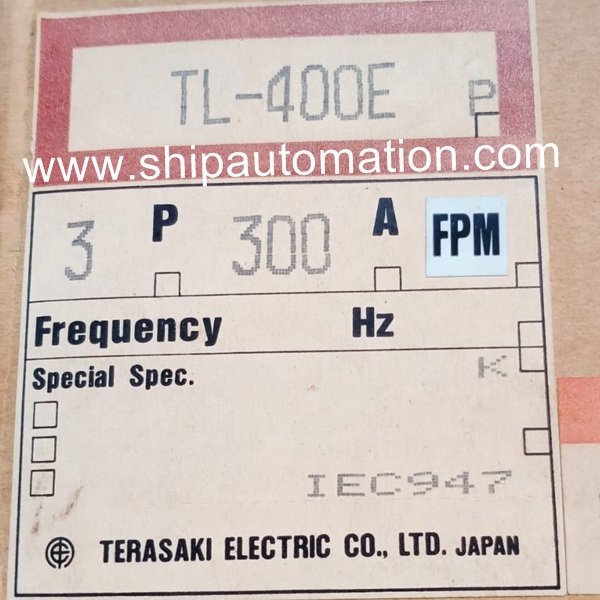 TL-400E P
www.shipautomation.com
3 P 300 A FPM
Frequency Hz
Special Spec. K
IEC947
TERASAKI ELECTRIC CO., LTD. JAPAN